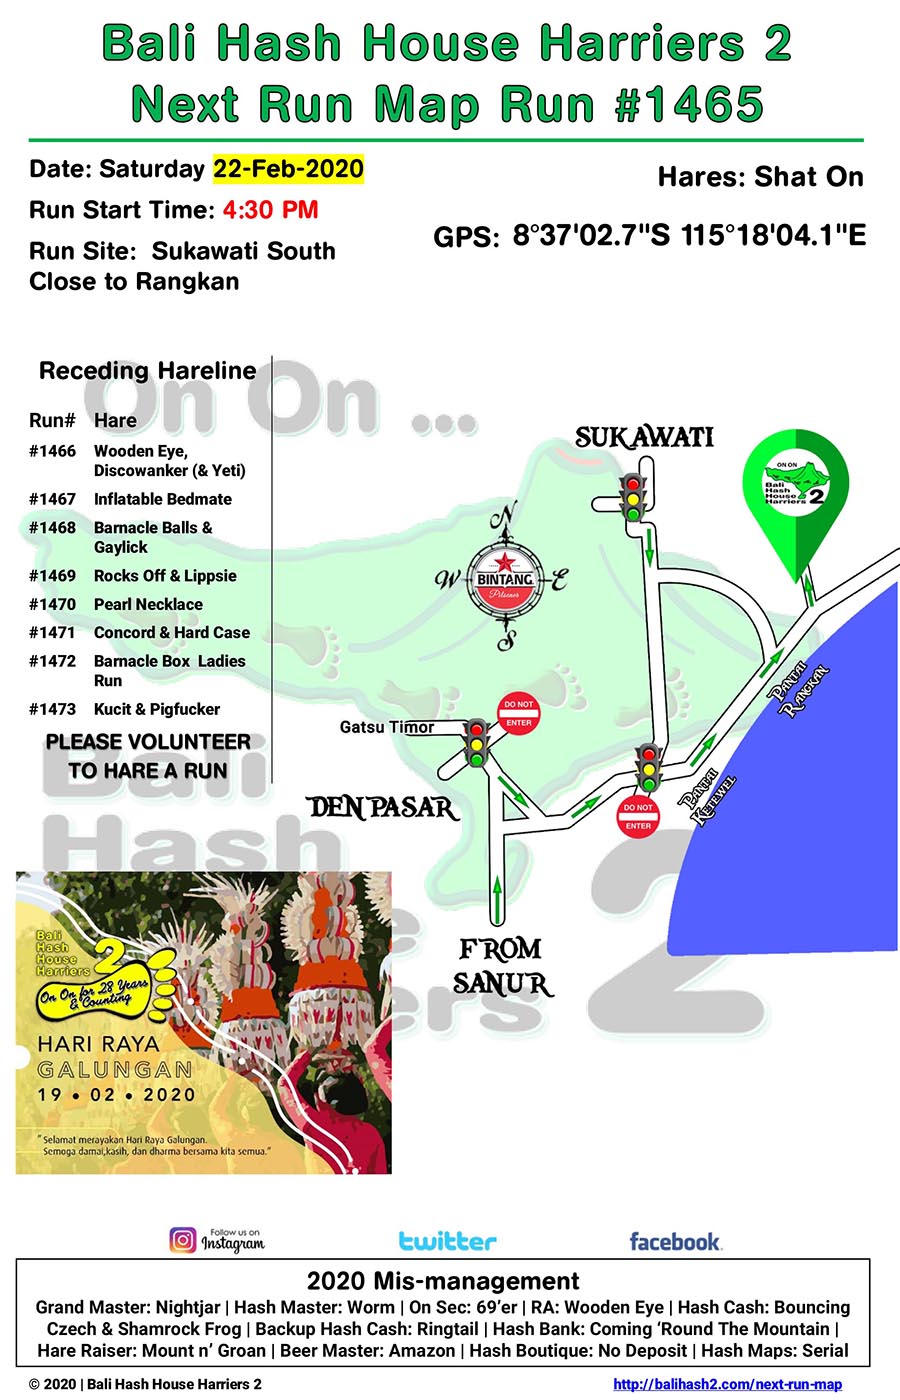 Bali Hash House Harriers 2
Next Run Map Run #1465
Date: Saturday 22-Feb-2020
Run Start Time: 4:30 PM
Run Site: Sukawati South
Close to Rangkan
Hares: Shat On
GPS: 8°37'02.7"S 115°18'04.1"E
On On ...
Receding Hareline
Run# Hare
#1466 Wooden Eye,
Discowanker (& Yeti)
#1467 Inflatable Bedmate
#1468 Barnacle Balls &
Gaylick
#1469 Rocks Off & Lippsie
#1470 Pearl Necklace
#1471 Concord & Hard Case
#1472 Barnacle Box Ladies
Run
#1473 Kucit & Pigfucker
PLEASE VOLUNTEER
TO HARE A RUN
SUKAWATI
ON ON
Bali
Hash
House
Harriers 2
N
W E
S
BINTANG
Pilsener
PANTAI
RANGKAN
DO NOT
ENTER
Gatsu Timor
PANTAI
KETEWEL
DO NOT
ENTER
DENPASAR
FROM
SANUR
Bali
Hash
2
Bali
Hash
House
Harriers 2
On On for 28 Years
& Counting
HARI RAYA
GALUNGAN
19 • 02 • 2020
"Selamat merayakan Hari Raya Galungan.
Semoga damai,kasih, dan dharma bersama kita semua."
Follow us on
Instagram
twitter
facebook
2020 Mis-management
Grand Master: Nightjar | Hash Master: Worm | On Sec: 69’er | RA: Wooden Eye | Hash Cash: Bouncing
Czech & Shamrock Frog | Backup Hash Cash: Ringtail | Hash Bank: Coming ‘Round The Mountain |
Hare Raiser: Mount n’ Groan | Beer Master: Amazon | Hash Boutique: No Deposit | Hash Maps: Serial
© 2020 | Bali Hash House Harriers 2
http://balihash2.com/next-run-map